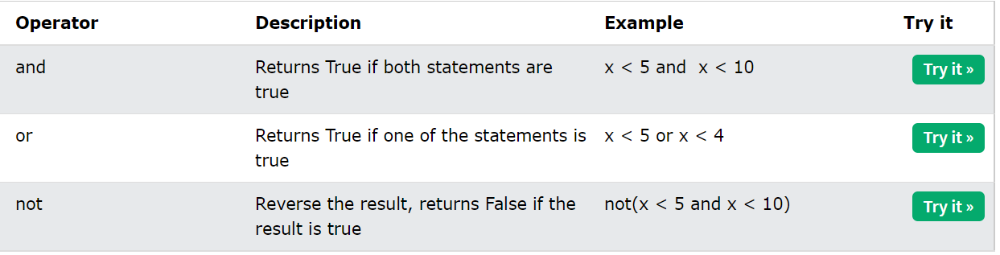 Operator Description Example Try it
and Returns True if both statements are x < 5 and  x < 10 Try it »
true
or Returns True if one of the statements is x < 5 or x < 4 Try it »
true
not Reverse the result, returns False if the not(x < 5 and x < 10) Try it »
result is true